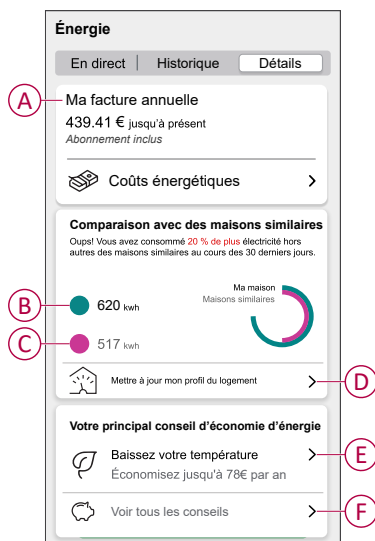 Énergie
En direct | Historique Détails
A
Ma facture annuelle
439.41 € jusqu'à présent
Abonnement inclus
Coûts énergétiques
Comparaison avec des maisons similaires
Oups! Vous avez consommé 20 % de plus électricité hors
autres des maisons similaires au cours des 30 derniers jours.
Ma maison
Maisons similaires
B
620 kwh
C
517 kwh
Mettre à jour mon profil du logement
D
Votre principal conseil d'économie d'énergie
Baissez votre température
E
Économisez jusqu'à 78€ par an
Voir tous les conseils
F